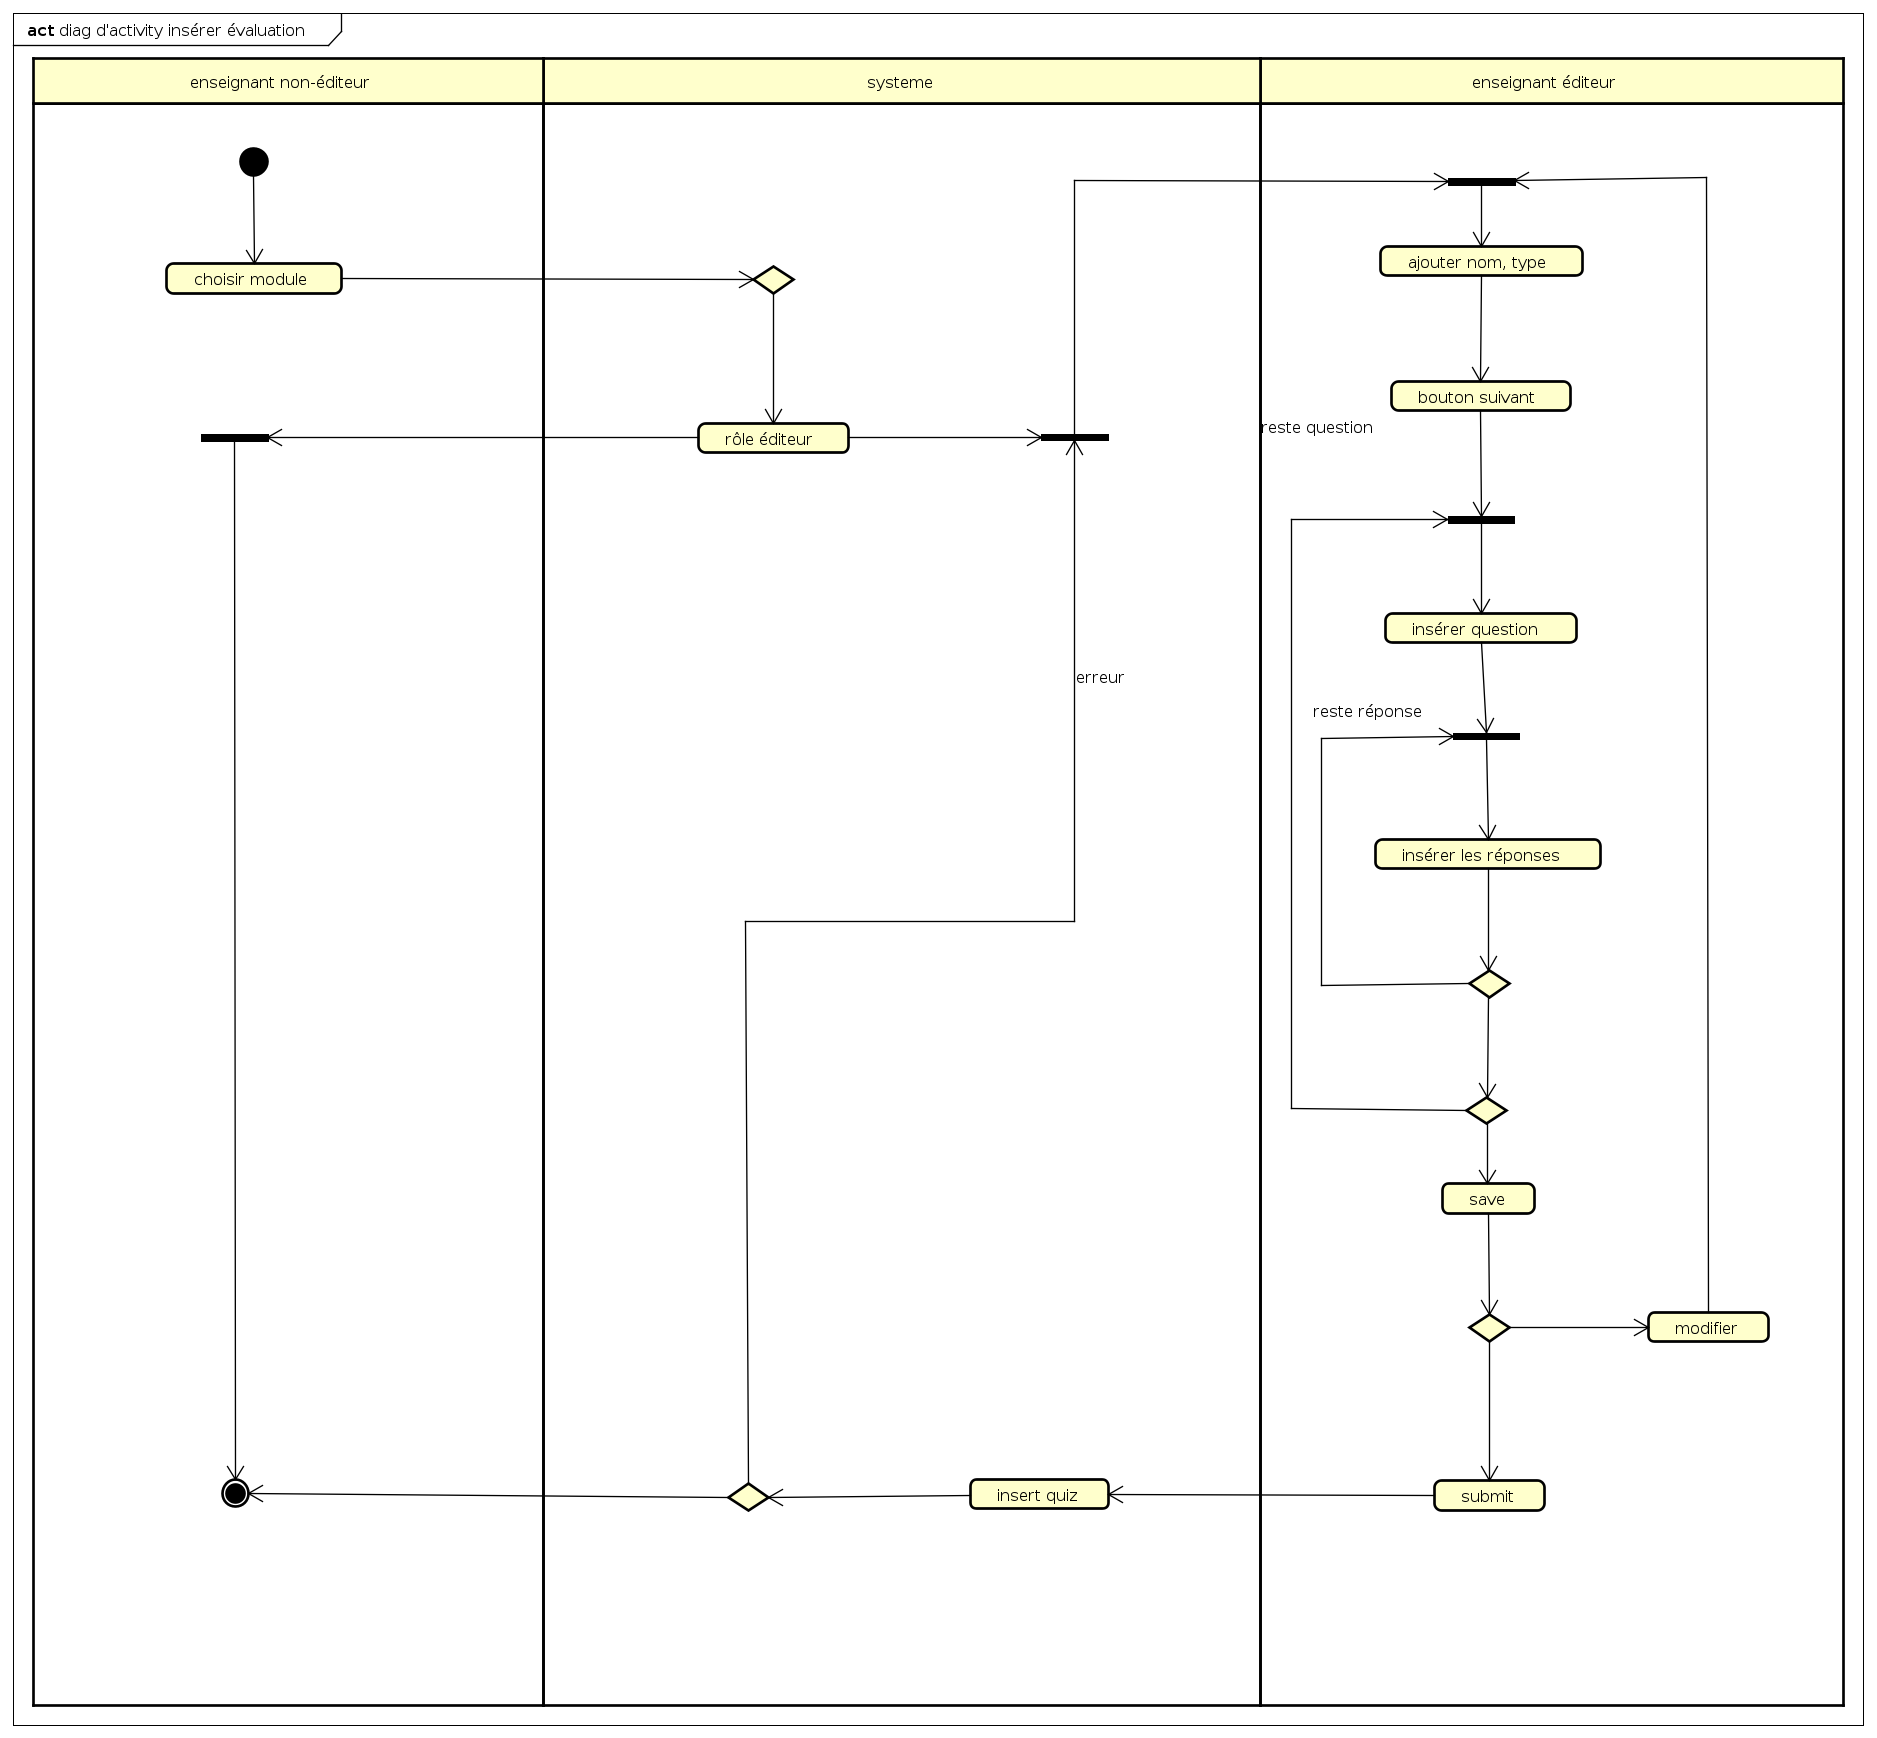 act diag d'activity insérer évaluation
enseignant non-éditeur
systeme
enseignant éditeur
ajouter nom, type
choisir module
bouton suivant
reste question
rôle éditeur
insérer question
erreur
reste réponse
insérer les réponses
save
modifier
insert quiz
submit